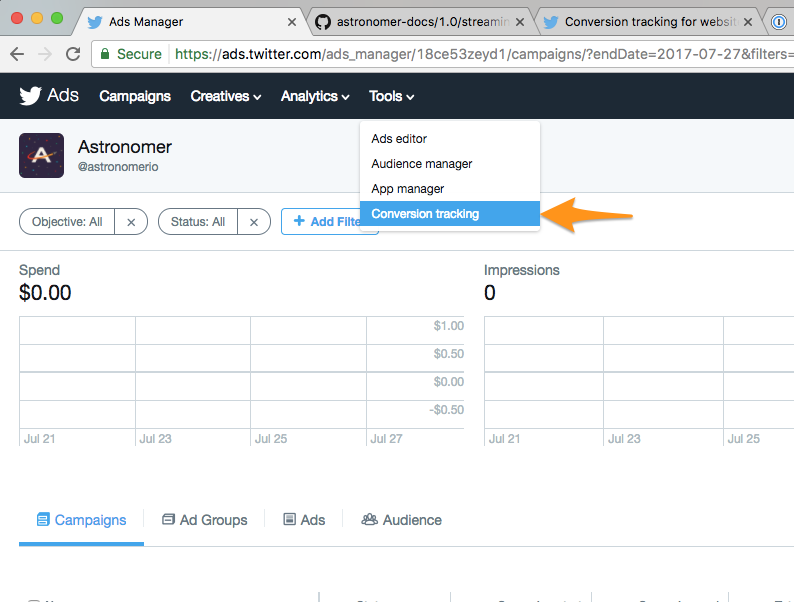 Ads Manager
astronomer-docs/1.0/streamin
Conversion tracking for websit
Secure
https://ads.twitter.com/ads_manager/18ce53zeyd1/campaigns/?endDate=2017-07-27&filters=
Ads Campaigns Creatives Analytics Tools
Astronomer
@astronomerio
Ads editor
Audience manager
App manager
Conversion tracking
Objective: All
Status: All
+ Add Filte
Spend
$0.00
$1.00
$0.50
$0.00
-$0.50
Jul 21 Jul 23 Jul 25 Jul 27
Impressions
0
Jul 21 Jul 23 Jul 25
Campaigns Ad Groups Ads Audience